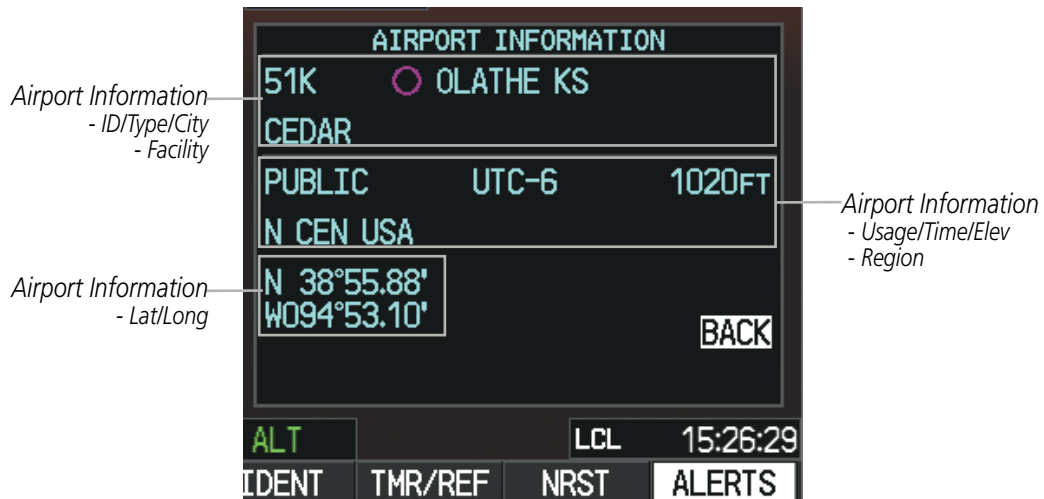 AIRPORT INFORMATION
51K OLATHE KS
CEDAR
Airport Information
- ID/Type/City
- Facility
PUBLIC UTC-6 1020FT
N CEN USA
Airport Information
- Usage/Time/Elev
- Region
N 38°55.88'
W094°53.10'
Airport Information
- Lat/Long
BACK
ALT LCL 15:26:29
IDENT TMR/REF NRST ALERTS